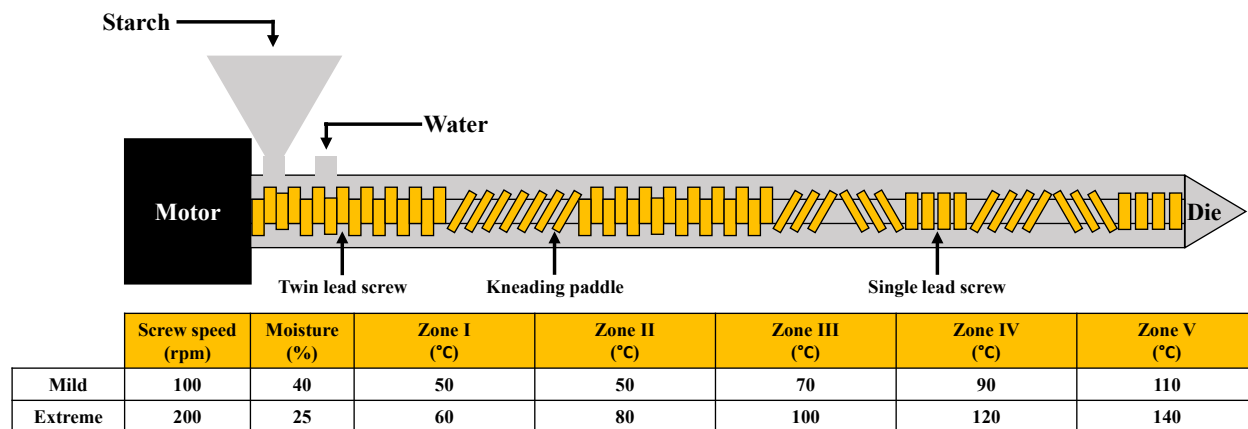 Starch
Water
Motor
Die
Twin lead screw
Kneading paddle
Single lead screw
Screw speed (rpm) Moisture (%) Zone I (℃) Zone II (℃) Zone III (℃) Zone IV (℃) Zone V (℃)
Mild 100 40 50 50 70 90 110
Extreme 200 25 60 80 100 120 140